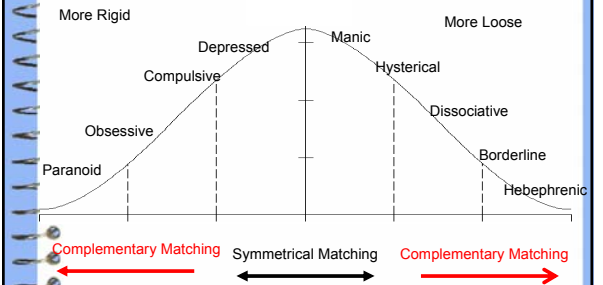 More Rigid
More Loose
Depressed
Manic
Compulsive
Hysterical
Obsessive
Dissociative
Paranoid
Borderline
Hebephrenic
Complementary Matching
Symmetrical Matching
Complementary Matching